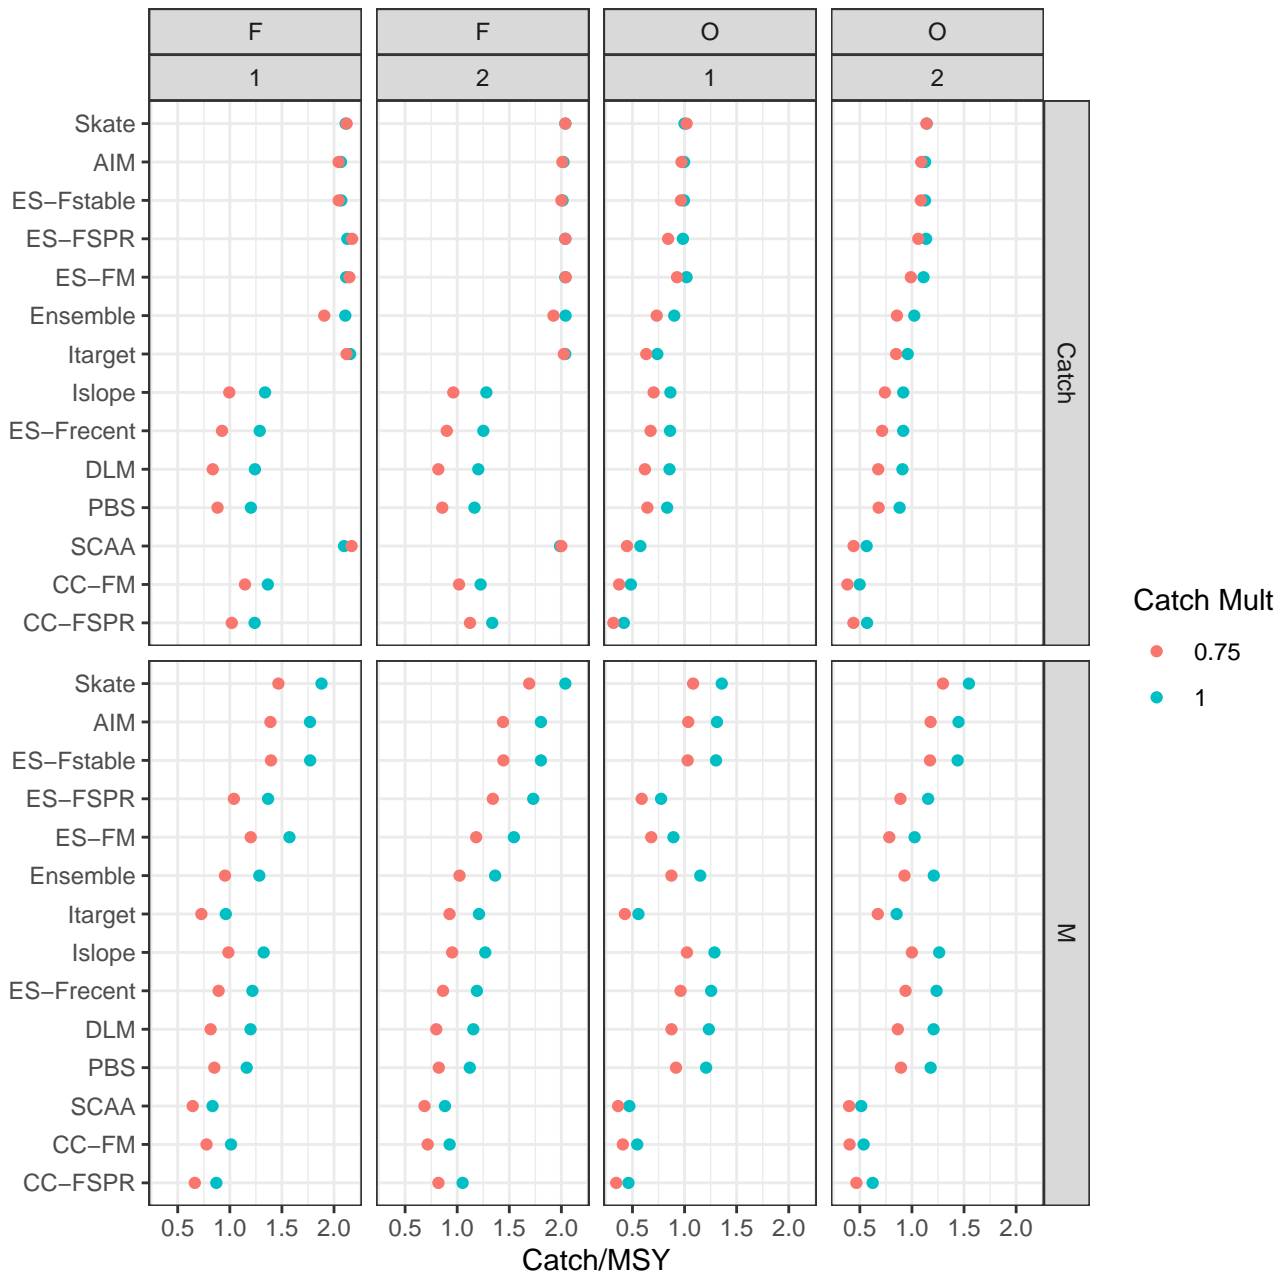 F F O O
1 2 1 2
Skate
AIM
ES−Fstable
ES−FSPR
ES−FM
Ensemble
Itarget
Islope
ES−Frecent
DLM
PBS
SCAA
CC−FM
CC−FSPR
Catch
Skate
AIM
ES−Fstable
ES−FSPR
ES−FM
Ensemble
Itarget
Islope
ES−Frecent
DLM
PBS
SCAA
CC−FM
CC−FSPR
M
0.5 1.0 1.5 2.0 0.5 1.0 1.5 2.0 0.5 1.0 1.5 2.0 0.5 1.0 1.5 2.0
Catch/MSY
Catch Mult
0.75
1